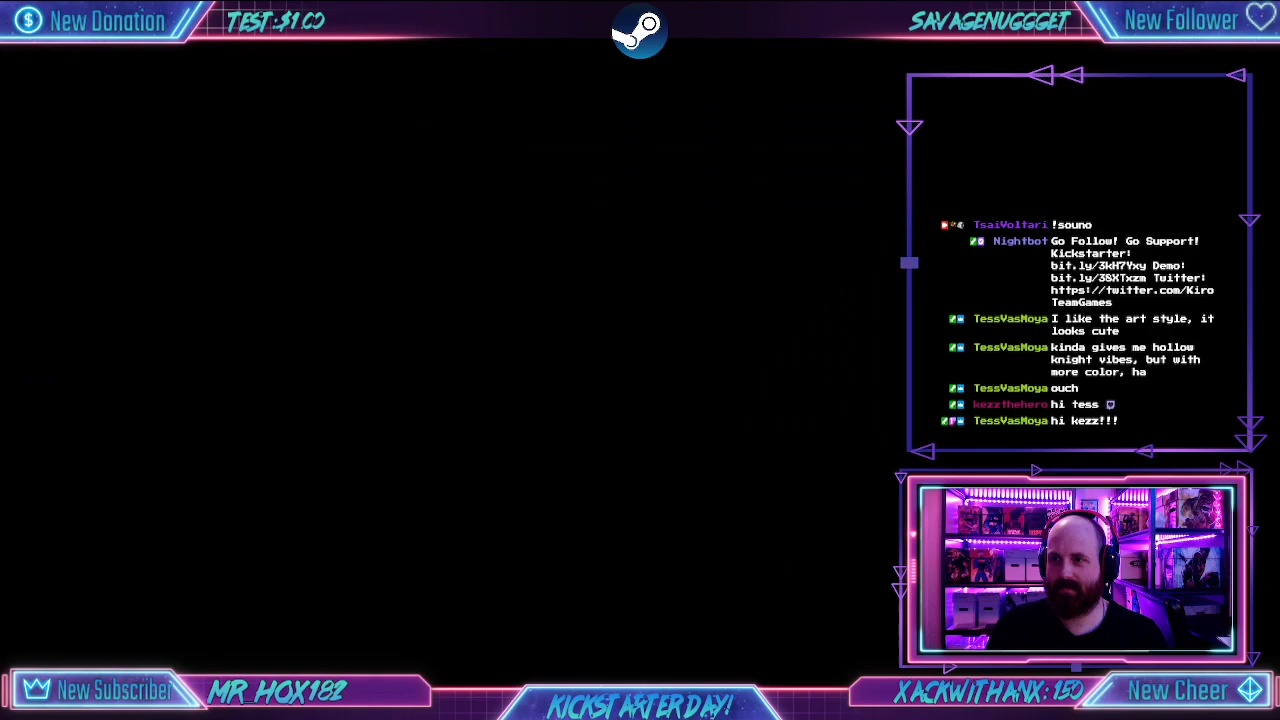 New Donation
TEST:$1.00
SAVAGENUGGGET
New Follower
TsaiVoltari !souno
Nightbot Go Follow! Go Support!
Kickstarter:
bit.ly/3kH7Yxy Demo:
bit.ly/38XTxzm Twitter:
https://twitter.com/Kiro
TeamGames
TessVasMoya I like the art style, it
looks cute
TessVasMoya kinda gives me hollow
knight vibes, but with
more color, ha
TessVasMoya ouch
kezzthehero hi tess
TessVasMoya hi kezz!!!
New Subscriber
MR_HOX182
KICKSTARTER DAY!
XACKWITHANX: 150
New Cheer